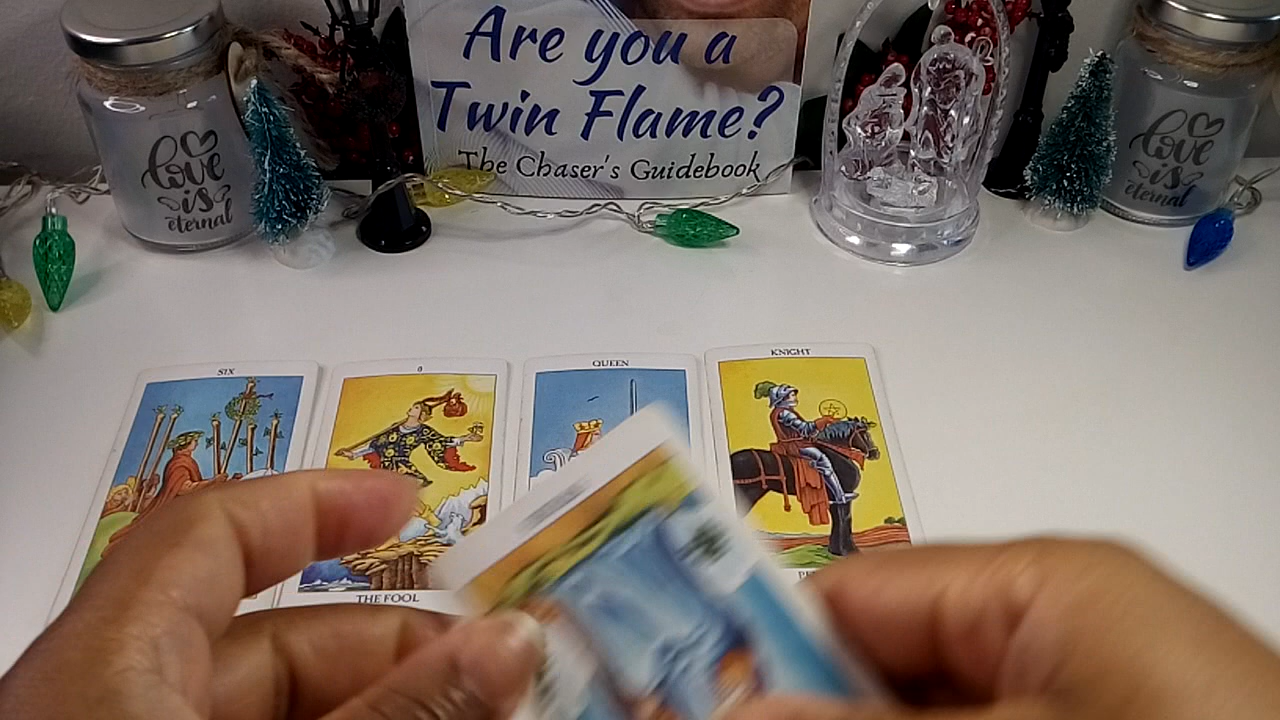 Are you a
Twin Flame?
The Chaser's Guidebook
love
is
eternal
love
is
eternal
SIX
0
QUEEN
KNIGHT
THE FOOL